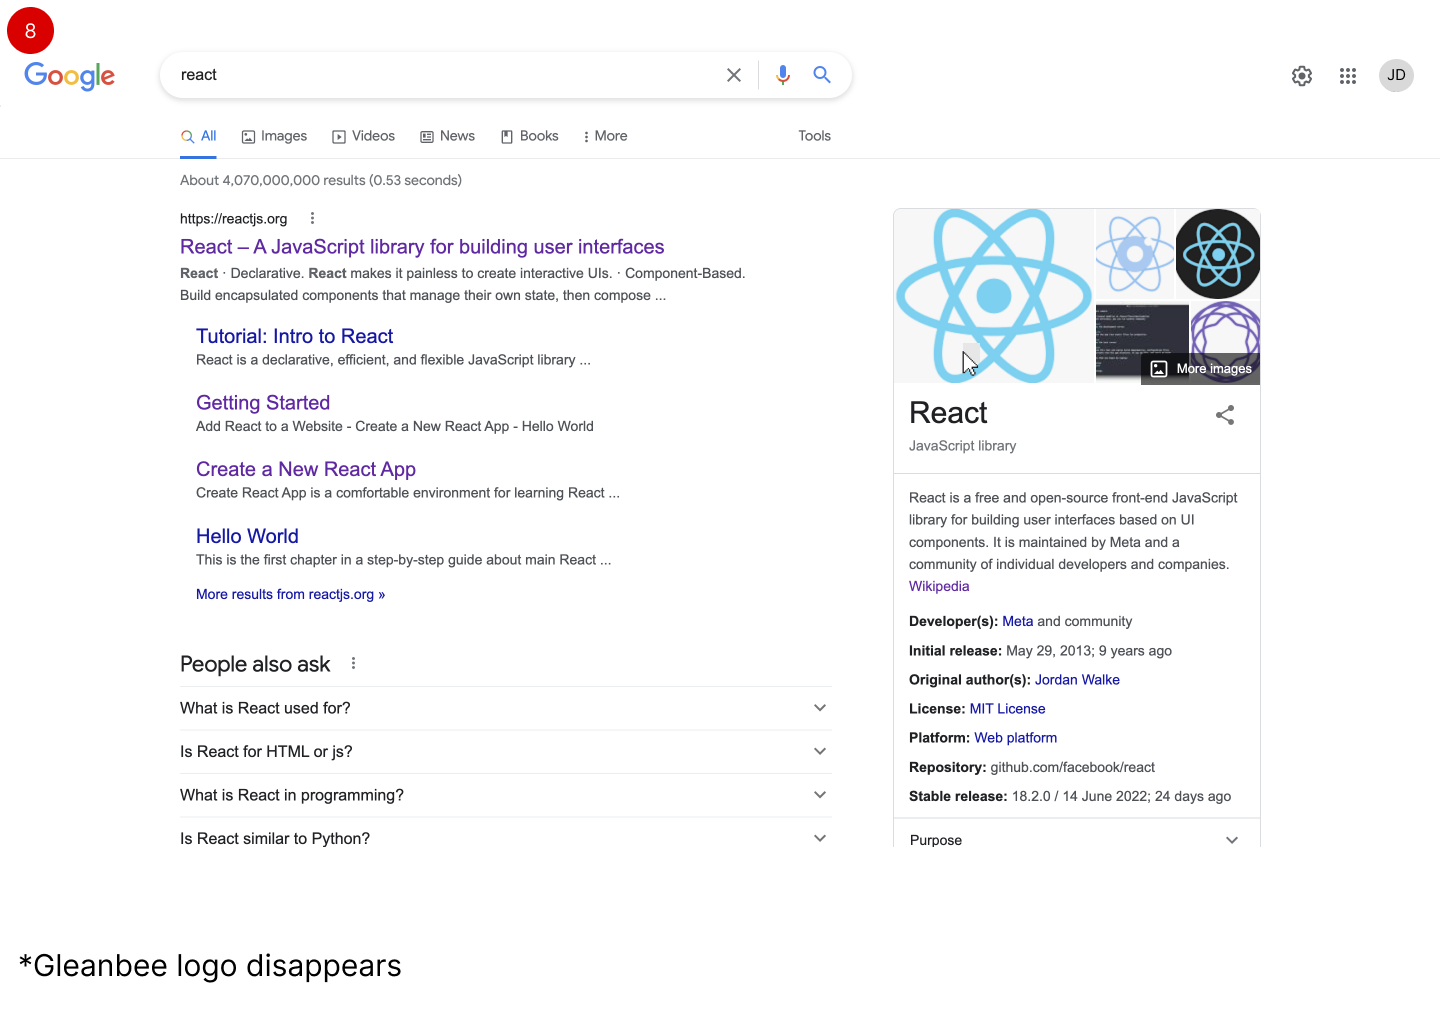 8
Google
react
JD
All
Images
Videos
News
Books
More
Tools
About 4,070,000,000 results (0.53 seconds)
https://reactjs.org
React – A JavaScript library for building user interfaces
React · Declarative. React makes it painless to create interactive UIs. · Component-Based.
Build encapsulated components that manage their own state, then compose ...
Tutorial: Intro to React
React is a declarative, efficient, and flexible JavaScript library ...
Getting Started
Add React to a Website - Create a New React App - Hello World
Create a New React App
Create React App is a comfortable environment for learning React ...
Hello World
This is the first chapter in a step-by-step guide about main React ...
More results from reactjs.org »
People also ask
What is React used for?
Is React for HTML or js?
What is React in programming?
Is React similar to Python?
More images
React
JavaScript library
React is a free and open-source front-end JavaScript
library for building user interfaces based on UI
components. It is maintained by Meta and a
community of individual developers and companies.
Wikipedia
Developer(s): Meta and community
Initial release: May 29, 2013; 9 years ago
Original author(s): Jordan Walke
License: MIT License
Platform: Web platform
Repository: github.com/facebook/react
Stable release: 18.2.0 / 14 June 2022; 24 days ago
Purpose
*Gleanbee logo disappears